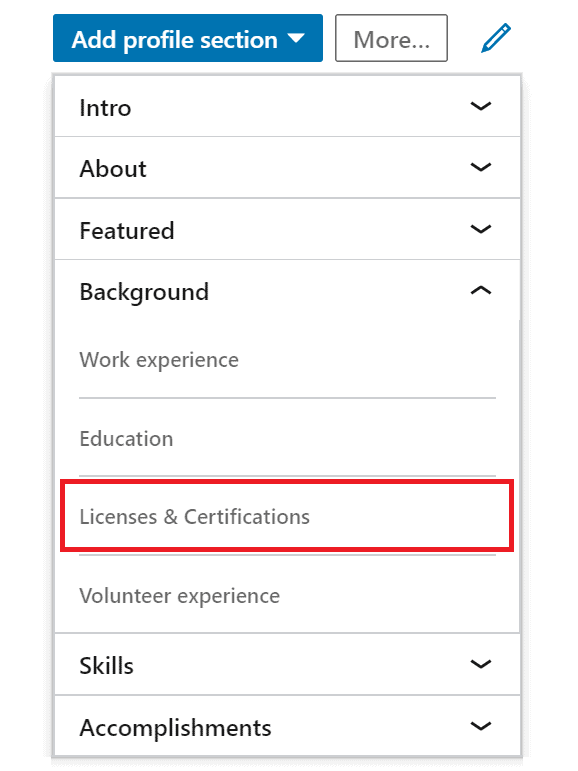 Add profile section
More...
Intro
About
Featured
Background
Work experience
Education
Licenses & Certifications
Volunteer experience
Skills
Accomplishments